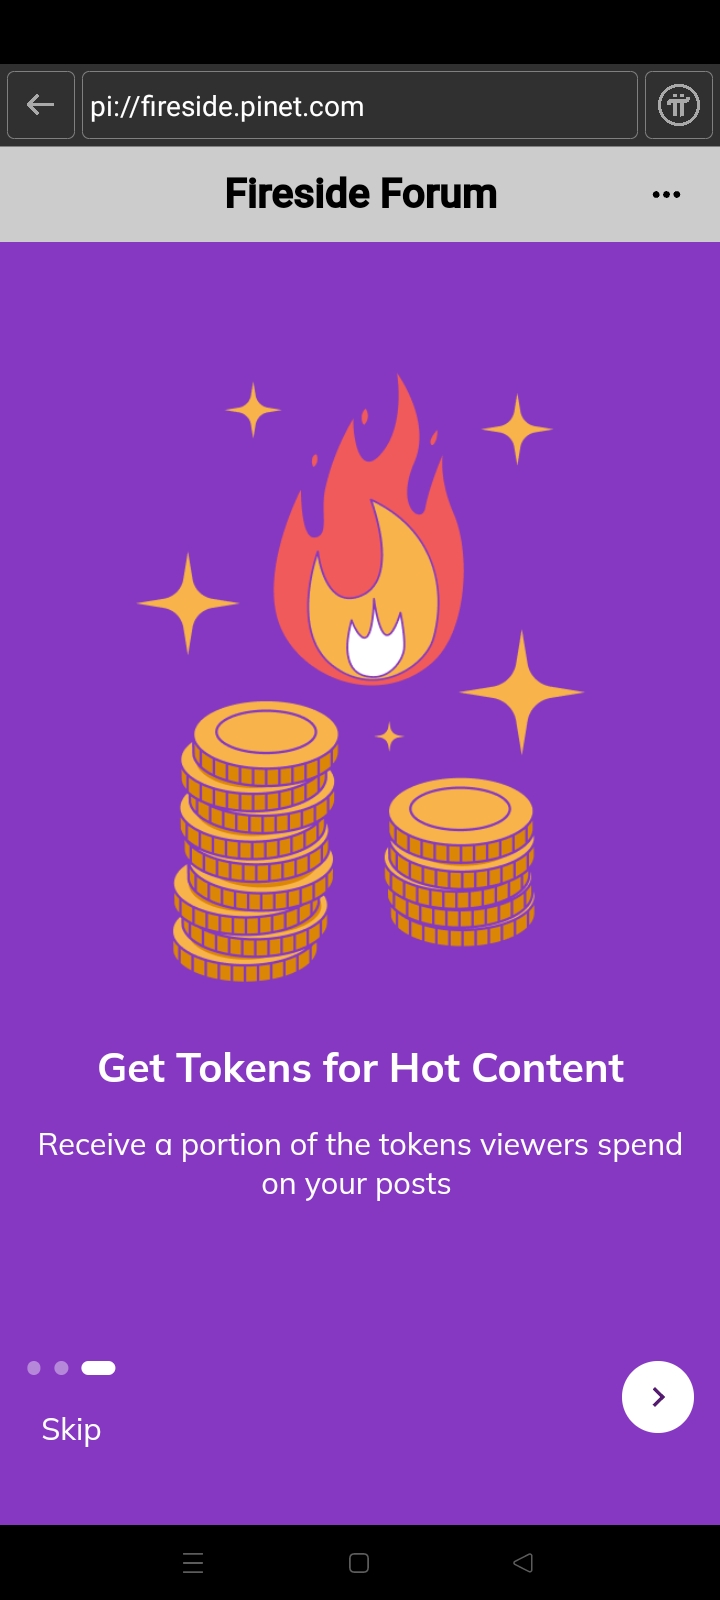 pi://fireside.pinet.com
Fireside Forum
Get Tokens for Hot Content
Receive a portion of the tokens viewers spend
on your posts
Skip